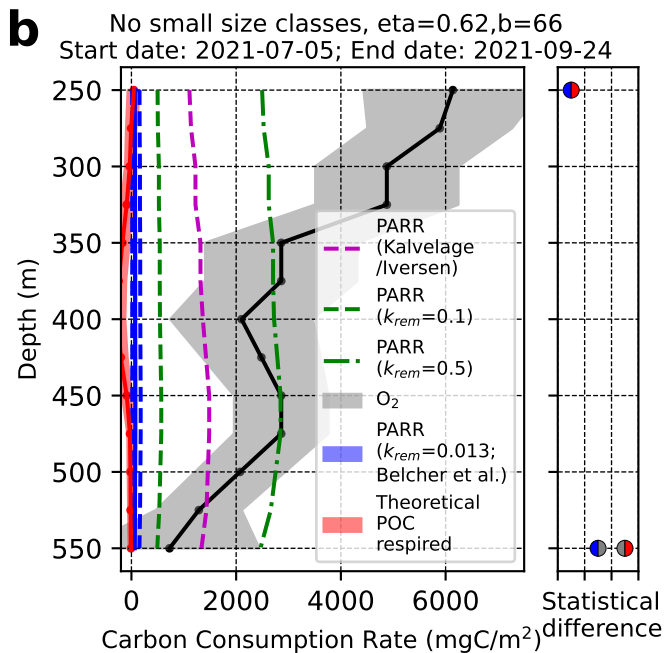 b
No small size classes, eta=0.62,b=66
Start date: 2021-07-05; End date: 2021-09-24
Depth (m)
250
300
350
400
450
500
550
PARR
(Kalvelage
/Iversen)
PARR
(k_rem=0.1)
PARR
(k_rem=0.5)
O₂
PARR
(k_rem=0.013;
Belcher et al.)
Theoretical
POC
respired
0 2000 4000 6000
Carbon Consumption Rate (mgC/m²)
Statistical
difference